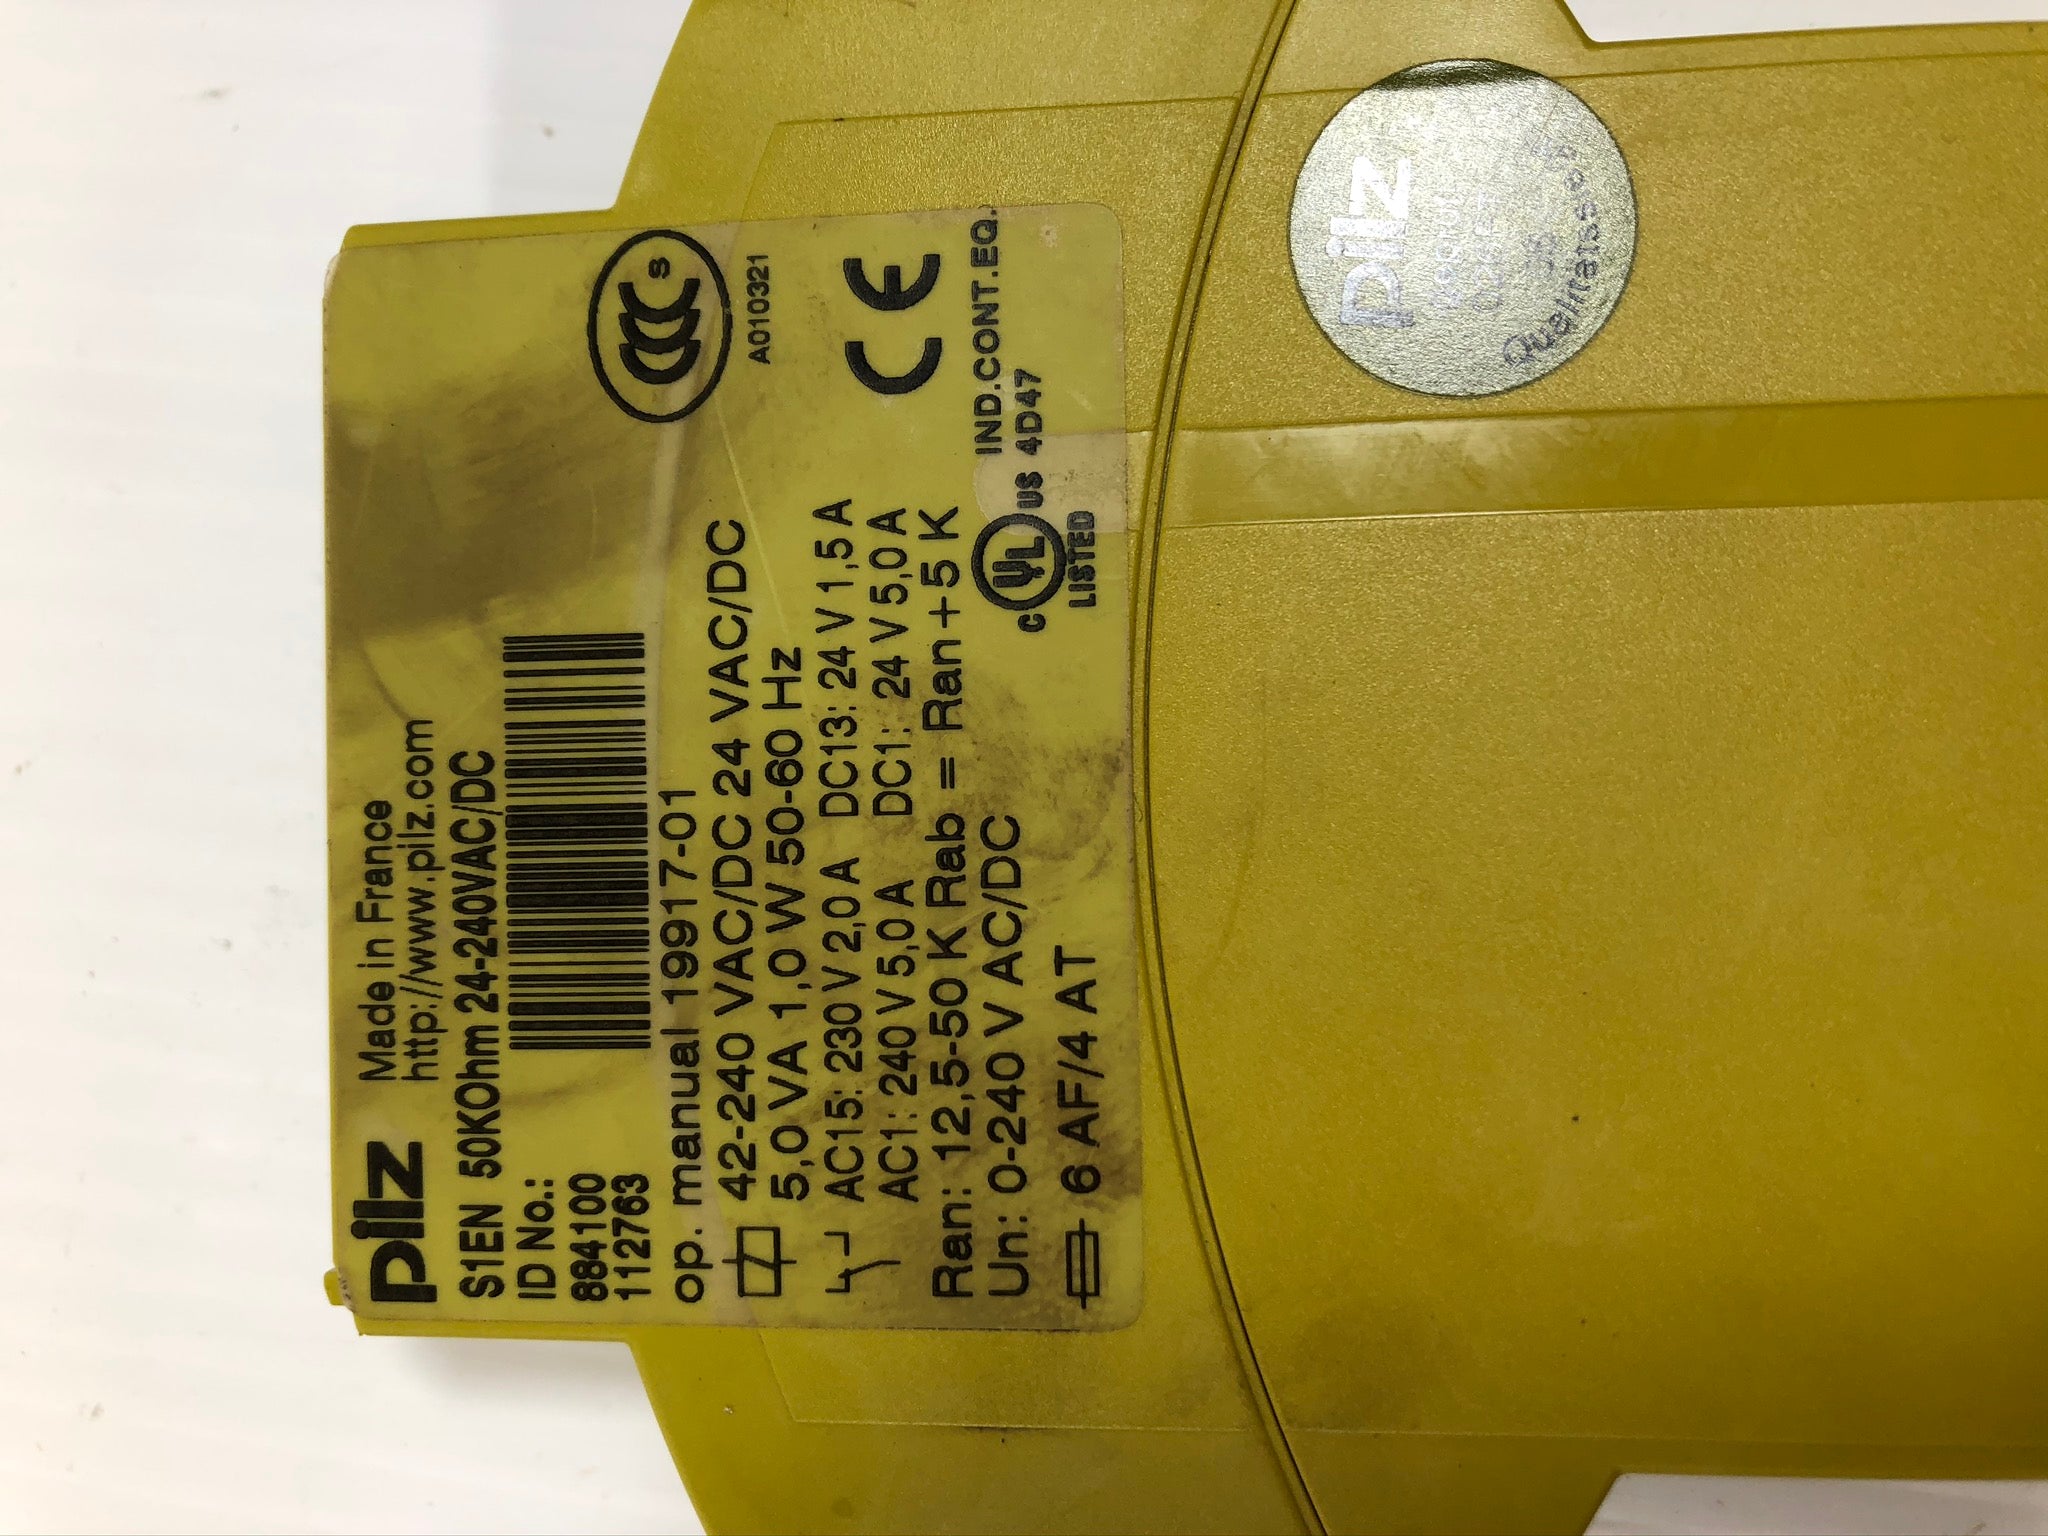 pilz
Made in France
http://www.pilz.com
S1EN 50KOhm 24-240VAC/DC
ID No.:
884100
112763
op. manual 19917-01
42-240 VAC/DC 24 VAC/DC
5,0 VA 1,0 W 50-60 Hz
AC15: 230 V 2,0 A DC13: 24 V 1,5 A
AC1: 240 V 5,0 A DC1: 24 V 5,0 A
Ran: 12,5-50 K Rab = Ran + 5 K
Un: 0-240 V AC/DC
6 AF/4 AT
CCC S
A010321
CE
IND.CONT.EQ.
c UL us 4D47
LISTED
pilz